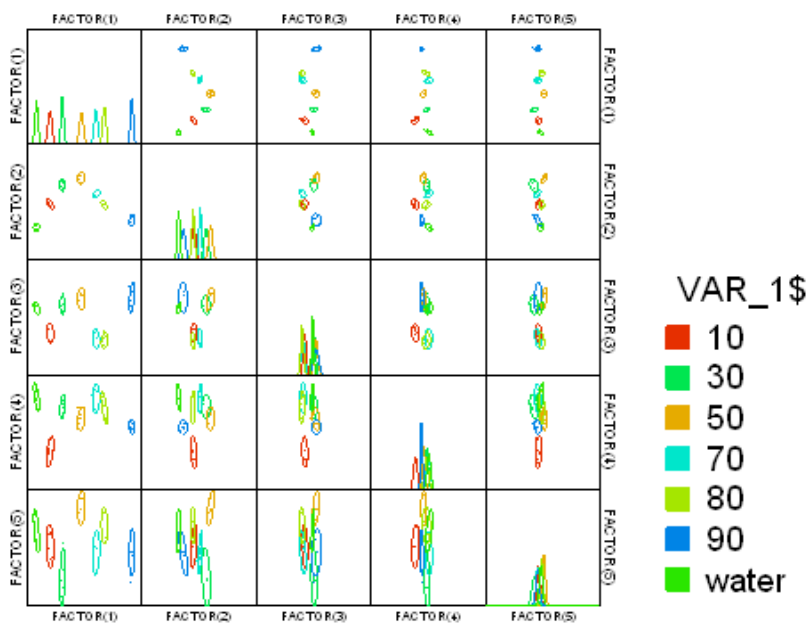 FACTOR(1) FACTOR(2) FACTOR(3) FACTOR(4) FACTOR(5)
FACTOR(1) FACTOR(1)
FACTOR(2) FACTOR(2)
FACTOR(3) FACTOR(3)
FACTOR(4) FACTOR(4)
FACTOR(5) FACTOR(5)
FACTOR(1) FACTOR(2) FACTOR(3) FACTOR(4) FACTOR(5)
VAR_1$
10
30
50
70
80
90
water